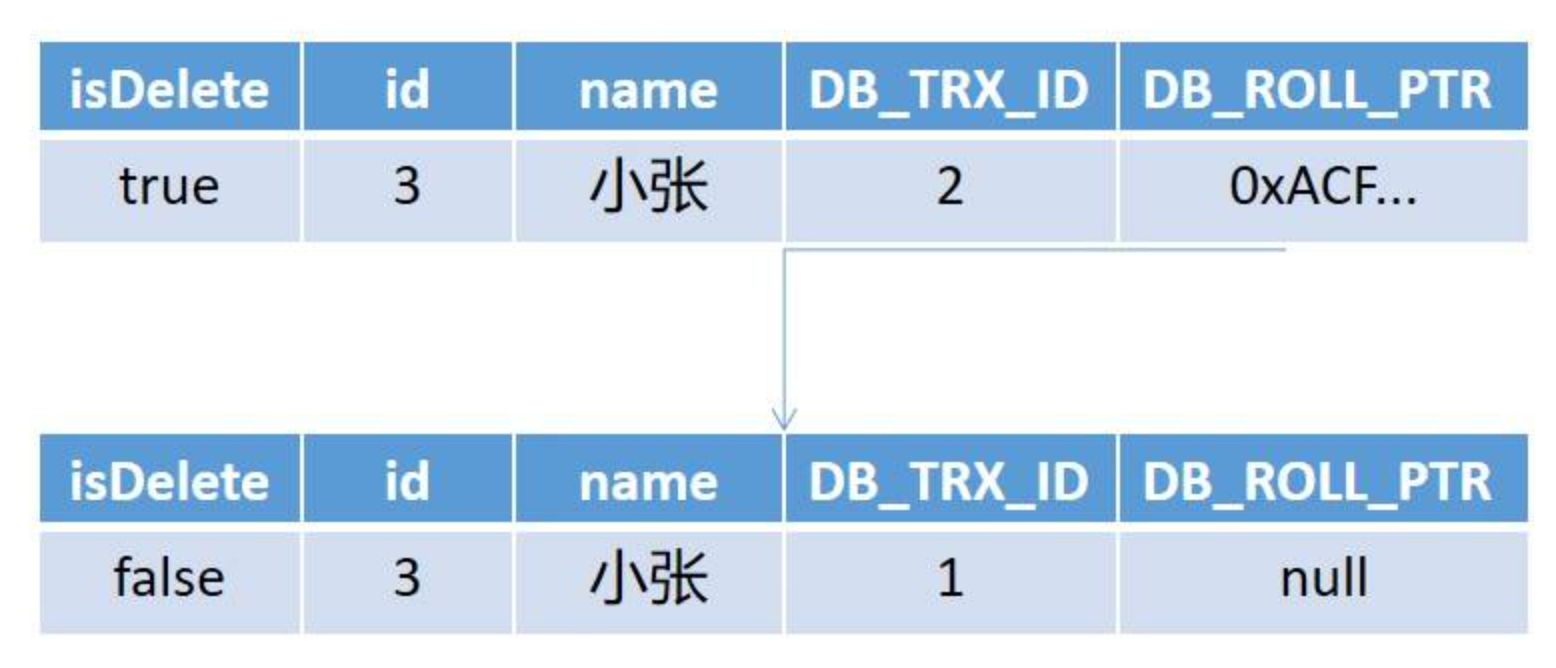 isDelete id name DB_TRX_ID DB_ROLL_PTR
true 3 小张 2 0xACF...
isDelete id name DB_TRX_ID DB_ROLL_PTR
false 3 小张 1 null